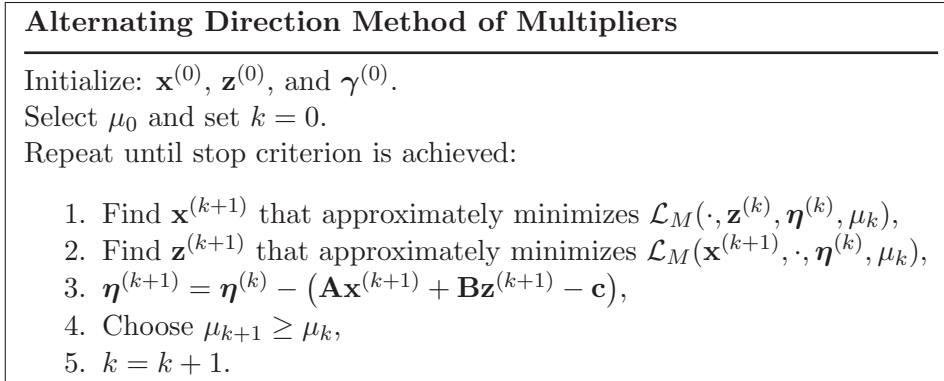 Alternating Direction Method of Multipliers
Initialize: x^(0), z^(0), and γ^(0).
Select μ_0 and set k = 0.
Repeat until stop criterion is achieved:
1. Find x^(k+1) that approximately minimizes ℒ_M(·, z^(k), η^(k), μ_k),
2. Find z^(k+1) that approximately minimizes ℒ_M(x^(k+1), ·, η^(k), μ_k),
3. η^(k+1) = η^(k) − (Ax^(k+1) + Bz^(k+1) − c),
4. Choose μ_{k+1} ≥ μ_k,
5. k = k + 1.